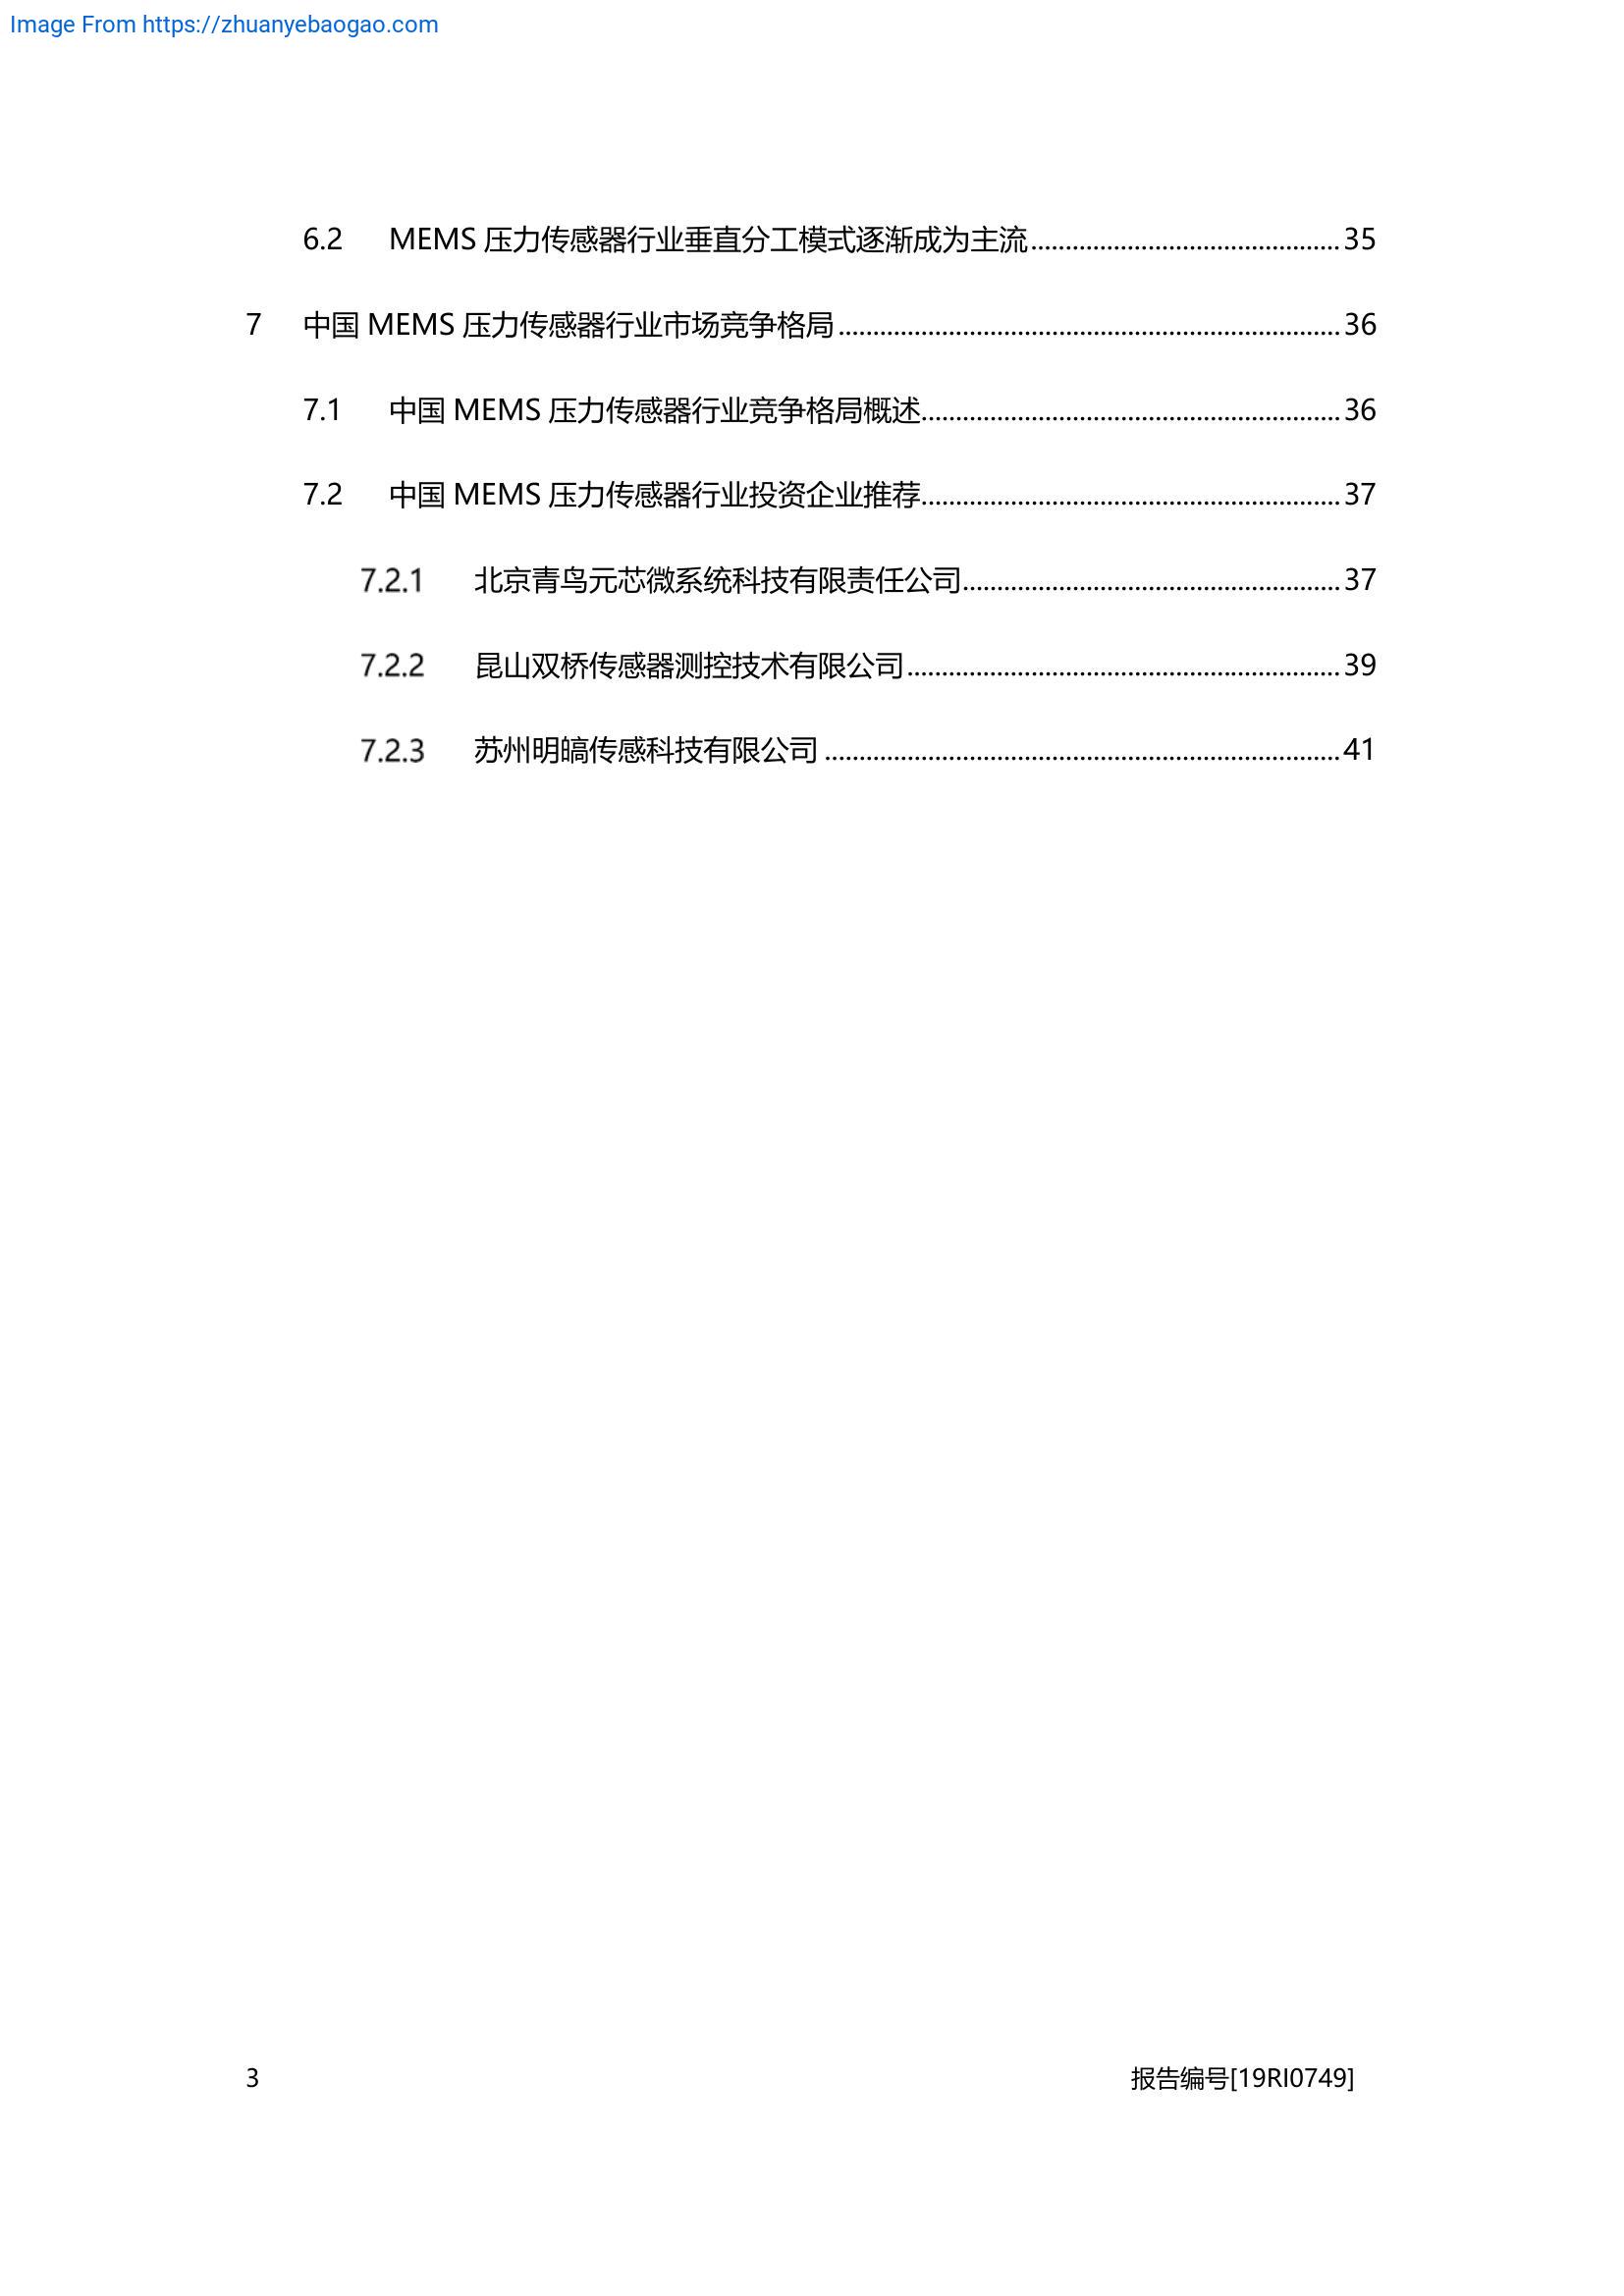 Image From https://zhuanyebaogao.com
6.2 MEMS 压力传感器行业垂直分工模式逐渐成为主流 35
7 中国 MEMS 压力传感器行业市场竞争格局 36
7.1 中国 MEMS 压力传感器行业竞争格局概述 36
7.2 中国 MEMS 压力传感器行业投资企业推荐 37
7.2.1 北京青鸟元芯微系统科技有限责任公司 37
7.2.2 昆山双桥传感器测控技术有限公司 39
7.2.3 苏州明皜传感科技有限公司 41
3 报告编号[19RI0749]